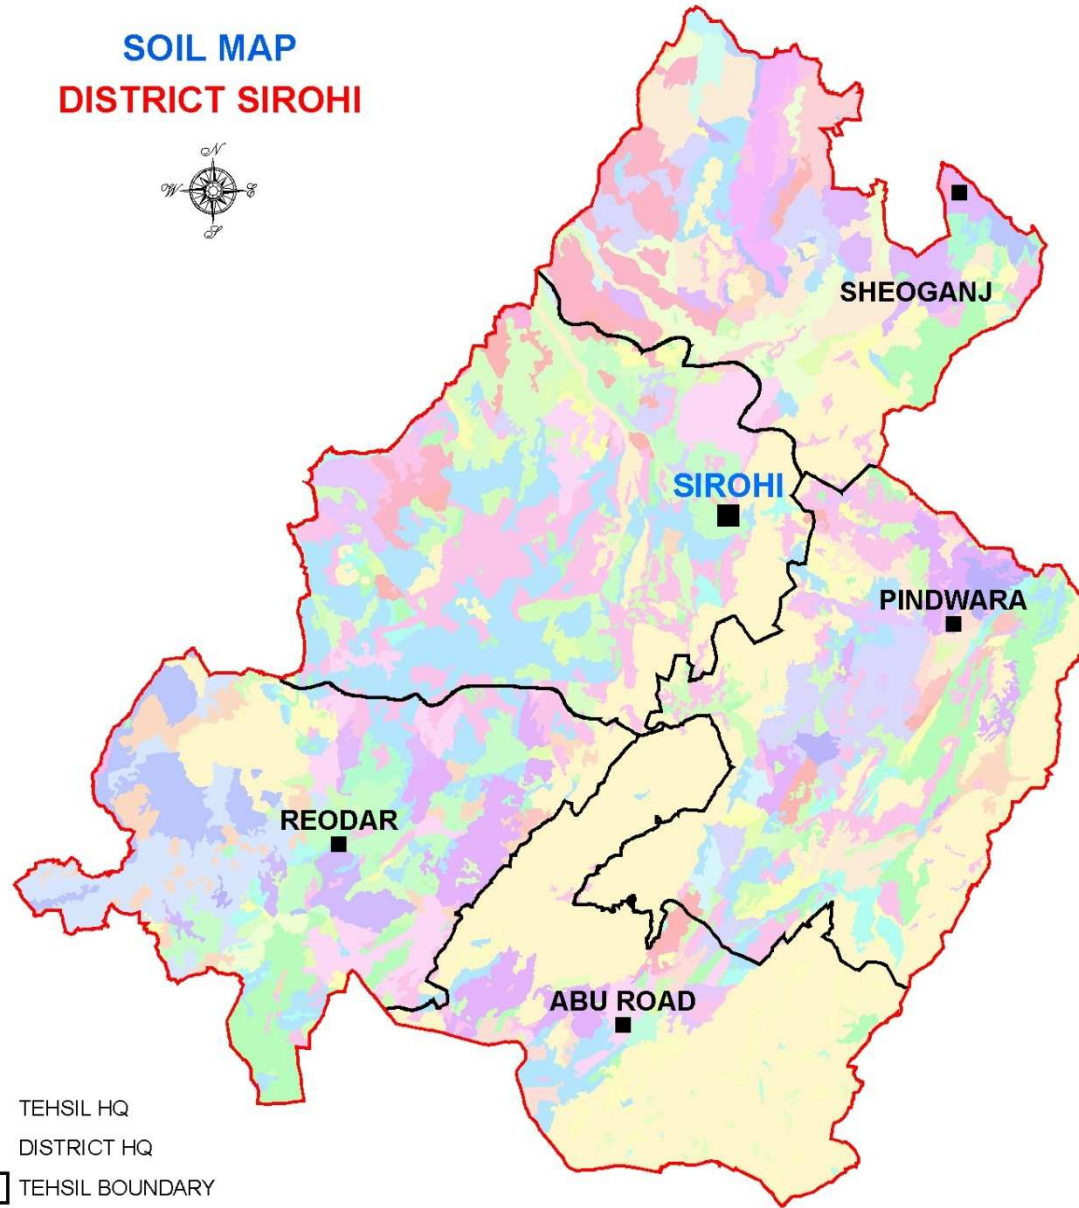 SOIL MAP
DISTRICT SIROHI
N
W E
S
SHEOGANJ
SIROHI
PINDWARA
REODAR
ABU ROAD
TEHSIL HQ
DISTRICT HQ
TEHSIL BOUNDARY